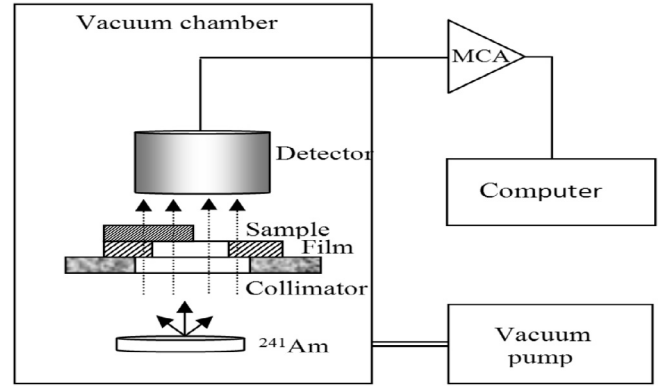 Vacuum chamber
MCA
Detector
Computer
Sample
Film
Collimator
²⁴¹Am
Vacuum
pump